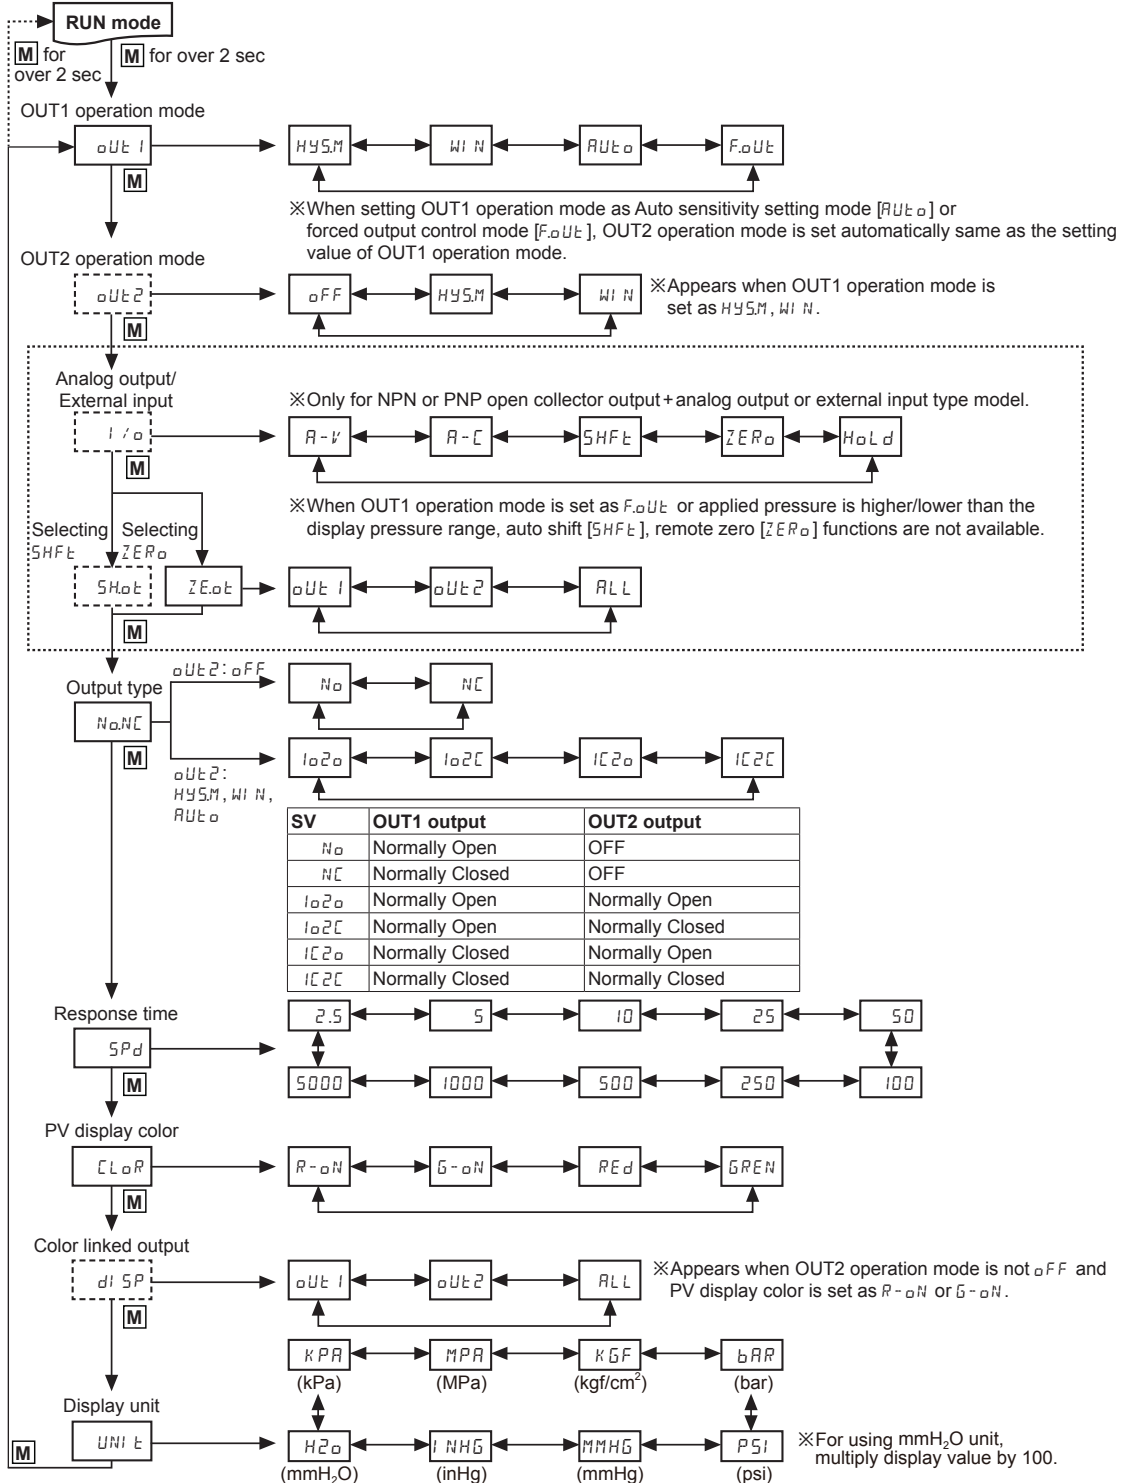 RUN mode
M for over 2 sec
M for over 2 sec
OUT1 operation mode
oUt1
HYS.M
WIN
AUto
F.oUt
M
※When setting OUT1 operation mode as Auto sensitivity setting mode [AUto] or
forced output control mode [F.oUt], OUT2 operation mode is set automatically same as the setting
value of OUT1 operation mode.
OUT2 operation mode
oUt2
oFF
HYS.M
WIN
※Appears when OUT1 operation mode is
set as HYS.M, WIN.
M
Analog output/
External input
※Only for NPN or PNP open collector output+analog output or external input type model.
I/o
A-V
A-C
SHFt
ZERo
HoLd
M
※When OUT1 operation mode is set as F.oUt or applied pressure is higher/lower than the
display pressure range, auto shift [SHFt], remote zero [ZERo] functions are not available.
Selecting
SHFt
Selecting
ZERo
SH.ot
ZE.ot
oUt1
oUt2
ALL
M
Output type
oUt2:oFF
No
NC
No.NC
M
oUt2:
HYS.M, WIN,
AUto
1o2o
1o2C
1C2o
1C2C
SV OUT1 output OUT2 output
No Normally Open OFF
NC Normally Closed OFF
1o2o Normally Open Normally Open
1o2C Normally Open Normally Closed
1C2o Normally Closed Normally Open
1C2C Normally Closed Normally Closed
Response time
SPd
2.5
5
10
25
50
5000
1000
500
250
100
M
PV display color
CLoR
R-oN
G-oN
REd
GREN
M
Color linked output
dISP
oUt1
oUt2
ALL
※Appears when OUT2 operation mode is not oFF and
PV display color is set as R-oN or G-oN.
M
KPA
MPA
KGF
bAR
(kPa)
(MPa)
(kgf/cm²)
(bar)
Display unit
UNIt
H2o
INHG
MMHG
PSI
(mmH₂O)
(inHg)
(mmHg)
(psi)
※For using mmH₂O unit,
multiply display value by 100.
M